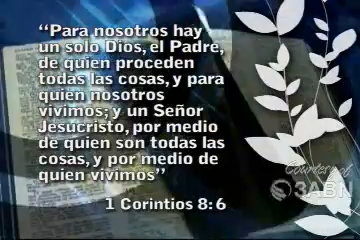 “Para nosotros hay
un solo Dios, el Padre,
de quien proceden
todas las cosas, y para
quien nosotros
vivimos; y un Señor
Jesucristo, por medio
de quien son todas las
cosas, y por medio de
quien vivimos”
1 Corintios 8:6
Courtesy of
3ABN